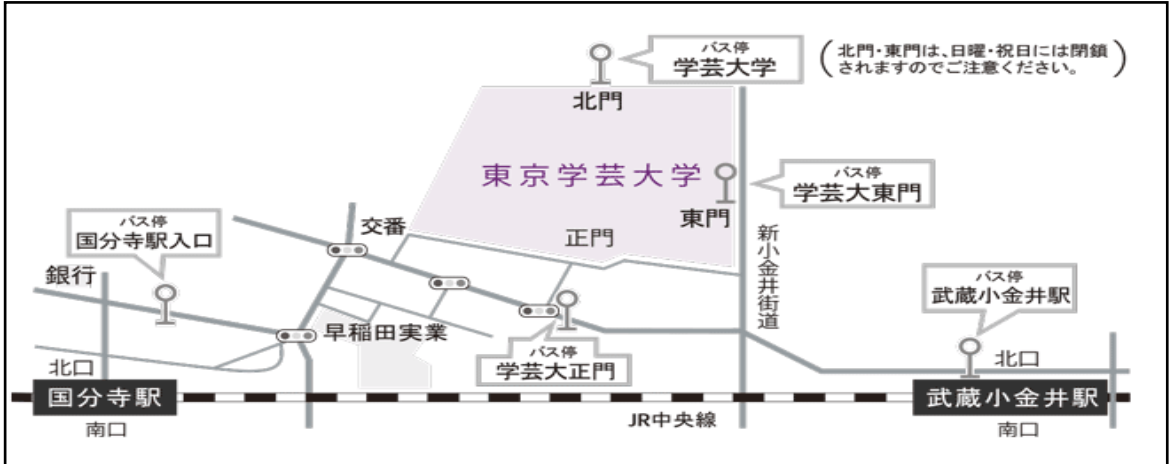 バス停
学芸大学
(北門・東門は、日曜・祝日には閉鎖
されますのでご注意ください。)
北門
東京学芸大学
バス停
学芸大東門
東門
バス停
国分寺駅入口
交番
正門
新小金井街道
銀行
バス停
武蔵小金井駅
早稲田実業
バス停
学芸大正門
北口
北口
国分寺駅
武蔵小金井駅
JR中央線
南口
南口